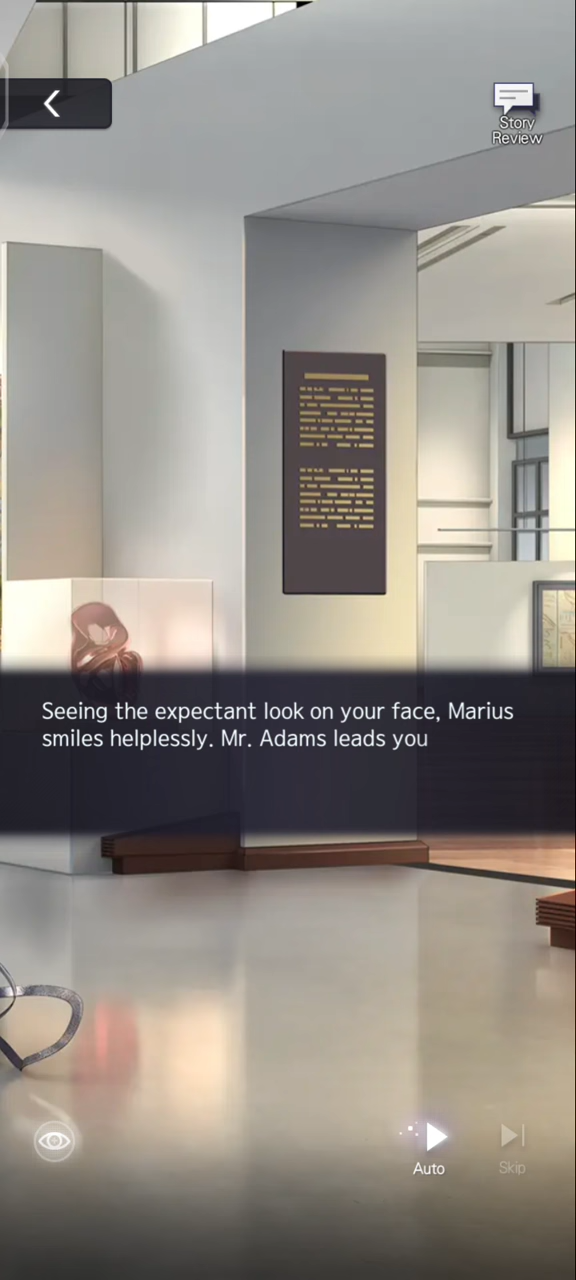 Story
Review
Seeing the expectant look on your face, Marius
smiles helplessly. Mr. Adams leads you
Auto
Skip